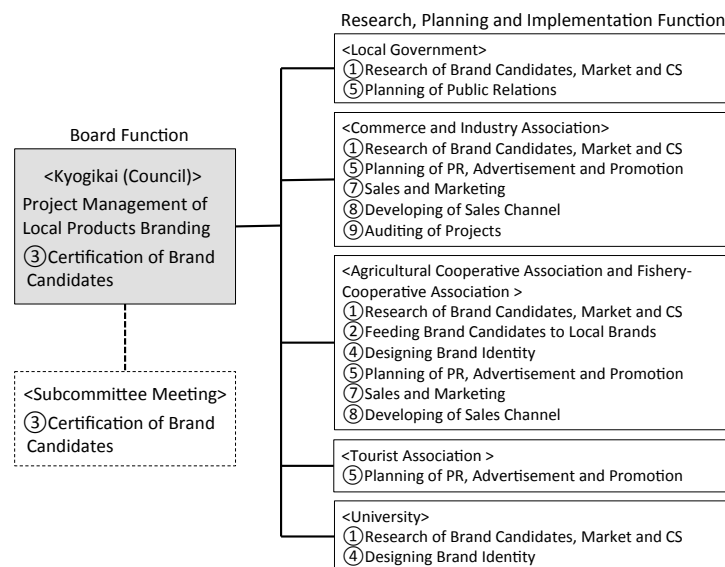 Research, Planning and Implementation Function
Board Function
<Kyogikai (Council)>
Project Management of
Local Products Branding
③Certification of Brand
Candidates
<Subcommittee Meeting>
③Certification of Brand
Candidates
<Local Government>
①Research of Brand Candidates, Market and CS
⑤Planning of Public Relations
<Commerce and Industry Association>
①Research of Brand Candidates, Market and CS
⑤Planning of PR, Advertisement and Promotion
⑦Sales and Marketing
⑧Developing of Sales Channel
⑨Auditing of Projects
<Agricultural Cooperative Association and Fishery-
Cooperative Association >
①Research of Brand Candidates, Market and CS
②Feeding Brand Candidates to Local Brands
④Designing Brand Identity
⑤Planning of PR, Advertisement and Promotion
⑦Sales and Marketing
⑧Developing of Sales Channel
<Tourist Association >
⑤Planning of PR, Advertisement and Promotion
<University>
①Research of Brand Candidates, Market and CS
④Designing Brand Identity